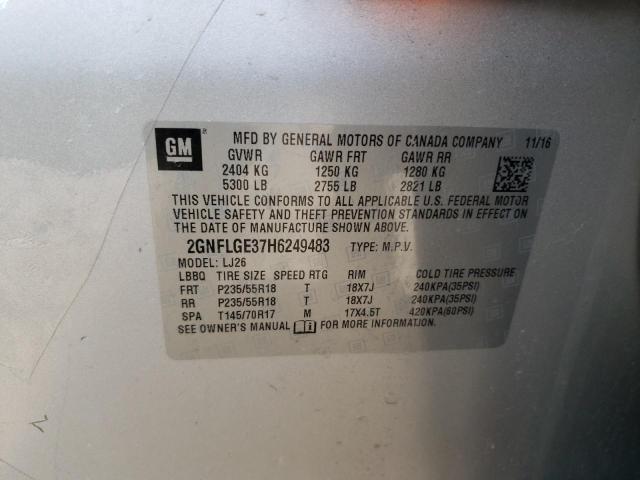 GM ® MFD BY GENERAL MOTORS OF CANADA COMPANY 11/16
GVWR GAWR FRT GAWR RR
2404 KG 1250 KG 1280 KG
5300 LB 2755 LB 2821 LB
THIS VEHICLE CONFORMS TO ALL APPLICABLE U.S. FEDERAL MOTOR
VEHICLE SAFETY AND THEFT PREVENTION STANDARDS IN EFFECT ON
THE DATE OF MANUFACTURE SHOWN ABOVE.
2GNFLGE37H6249483 TYPE: M.P.V.
MODEL: LJ26
LBBQ TIRE SIZE SPEED RTG RIM COLD TIRE PRESSURE
FRT P235/55R18 T 18X7J 240KPA(35PSI)
RR P235/55R18 T 18X7J 240KPA(35PSI)
SPA T145/70R17 M 17X4.5T 420KPA(60PSI)
SEE OWNER'S MANUAL FOR MORE INFORMATION.